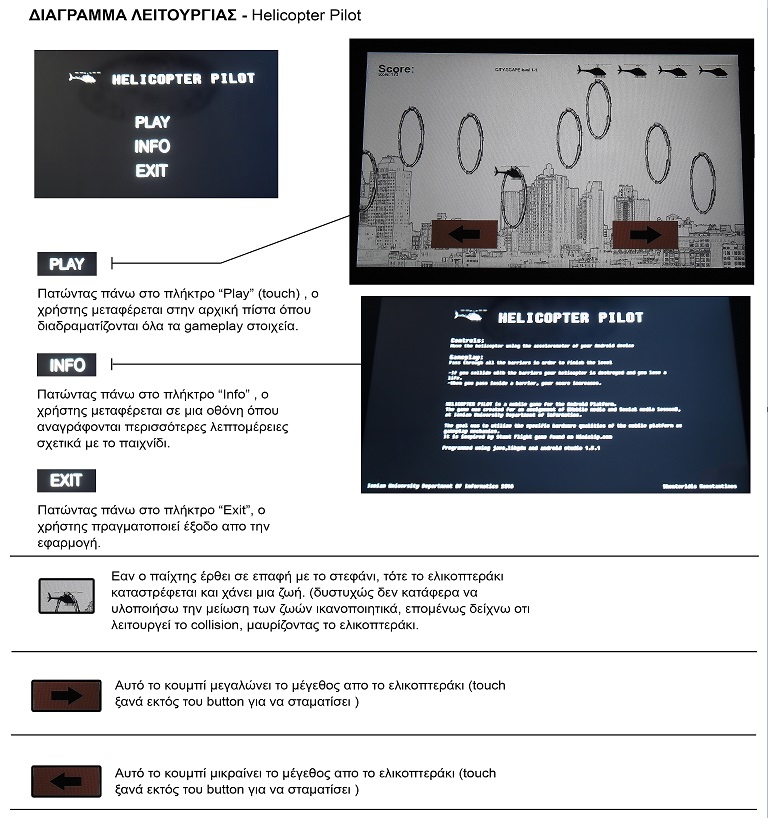 ΔΙΑΓΡΑΜΜΑ ΛΕΙΤΟΥΡΓΙΑΣ - Helicopter Pilot
HELICOPTER PILOT
PLAY
INFO
EXIT
Score:
CITYSCAPE level 1-1
PLAY
Πατώντας πάνω στο πλήκτρο “Play” (touch) , ο
χρήστης μεταφέρεται στην αρχική πίστα όπου
διαδραματίζονται όλα τα gameplay στοιχεία.
HELICOPTER PILOT
Controls:
Move the helicopter using the accelerometer of your Android device
Gameplay:
Pass through all the barriers in order to finish the level
-If you collide with the barriers your helicopter is destroyed and you lose a
life.
-When you pass inside a barrier, your score increases.
HELICOPTER PILOT is a mobile game for the Android Platform.
The game was created for an assignment of (Mobile media and Social media lesson),
at Ionian University Department of Informatics.
The goal was to utilize the specific hardware qualities of the mobile platform as
gameplay mechanism.
It is inspired by Stunt Flight game found on Miniclip.com
Programmed using java,libgdx and android studio 1.5.1
Ionian University Department Of Informatics 2016
Konstantinos
INFO
Πατώντας πάνω στο πλήκτρο “Info” , ο
χρήστης μεταφέρεται σε μια οθόνη όπου
αναγράφονται περισσότερες λεπτομέρειες
σχετικά με το παιχνίδι.
EXIT
Πατώντας πάνω στο πλήκτρο “Exit”, ο
χρήστης πραγματοποιεί έξοδο απο την
εφαρμογή.
Εαν ο παίχτης έρθει σε επαφή με το στεφάνι, τότε το ελικοπτεράκι
καταστρέφεται και χάνει μια ζωή. (δυστυχώς δεν κατάφερα να
υλοποιήσω την μείωση των ζωών ικανοποιητικά, επομένως δείχνω οτι
λειτουργεί το collision, μαυρίζοντας το ελικοπτεράκι.
Αυτό το κουμπί μεγαλώνει το μέγεθος απο το ελικοπτεράκι (touch
ξανά εκτός του button για να σταματίσει )
Αυτό το κουμπί μικραίνει το μέγεθος απο το ελικοπτεράκι (touch
ξανά εκτός του button για να σταματίσει )